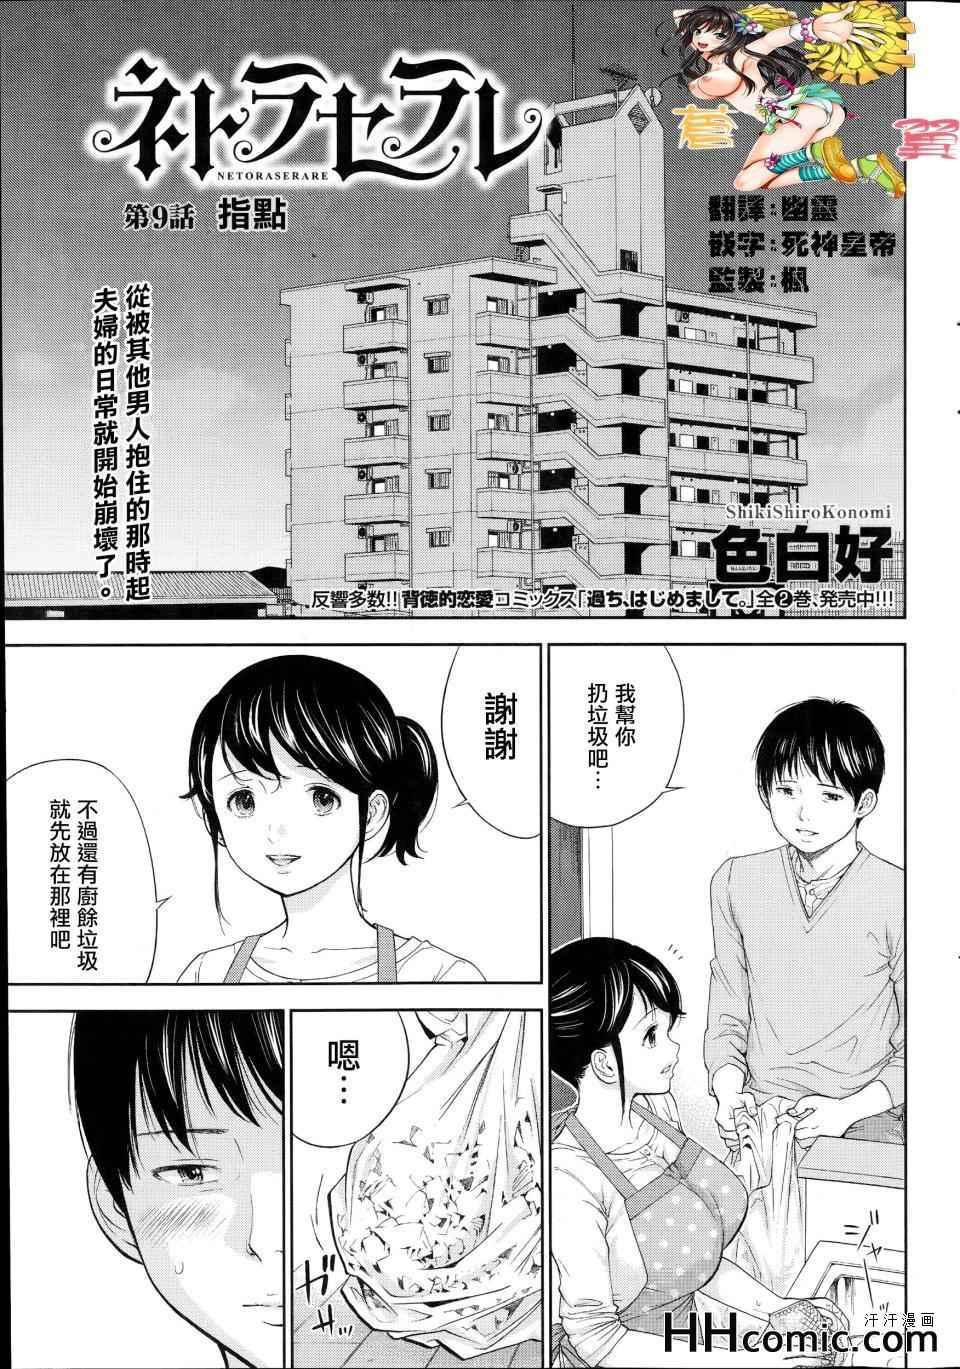 ネトラセラレ
NETORASERARE
第9話 指點
蒼
翼
翻譯:幽靈
嵌字:死神皇帝
監製:楓
從被其他男人抱住的那時起
夫婦的日常就開始崩壞了。
ShikiShiroKonomi
色白好
反響多数!!背徳的恋愛コミックス「過ち、はじめまして。」全2巻、発売中!!!
我幫你
扔垃圾吧…
謝謝
不過還有廚餘垃圾
就先放在那裡吧
嗯…
ガサ
汗汗漫画
HHcomic.com